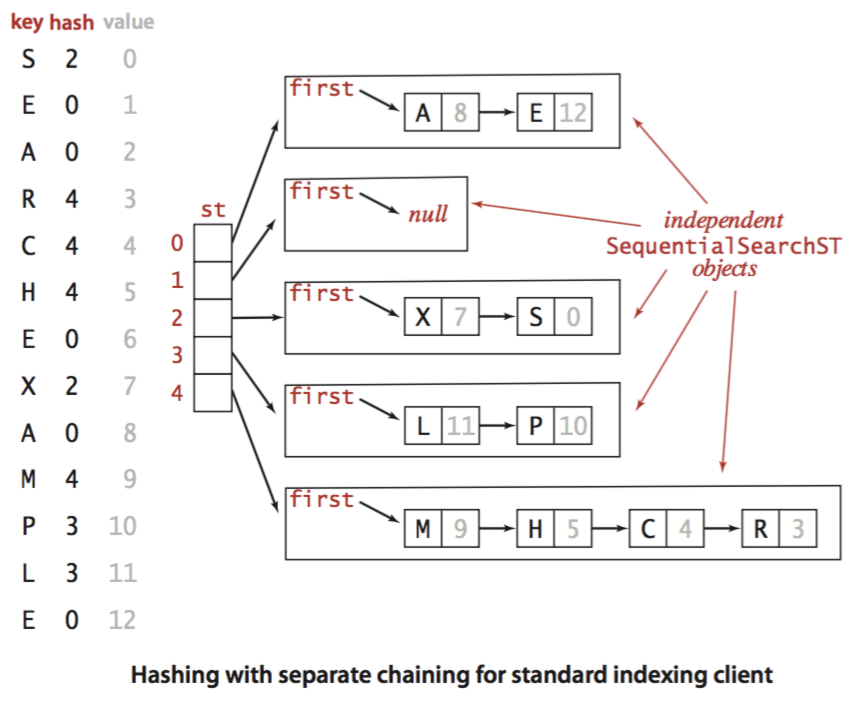 key hash value
S 2 0
E 0 1
A 0 2
R 4 3
C 4 4
H 4 5
E 0 6
X 2 7
A 0 8
M 4 9
P 3 10
L 3 11
E 0 12
st
0
1
2
3
4
first
A 8 E 12
first
null
first
X 7 S 0
first
L 11 P 10
first
M 9 H 5 C 4 R 3
independent
SequentialSearchST
objects
Hashing with separate chaining for standard indexing client